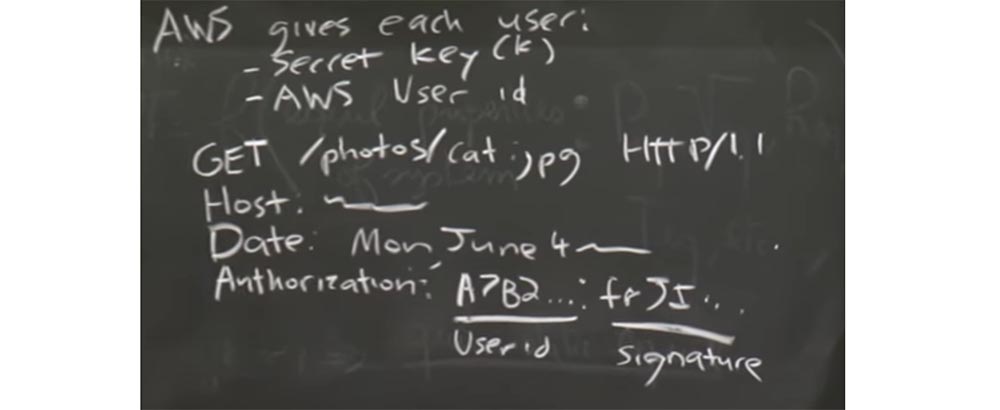 AWS gives each user:
- Secret key (k)
- AWS User id
GET /photos/cat.jpg HTTP/1.1
Host:
Date: Mon June 4
Authorization: A7B2...: frJI...
User id
signature